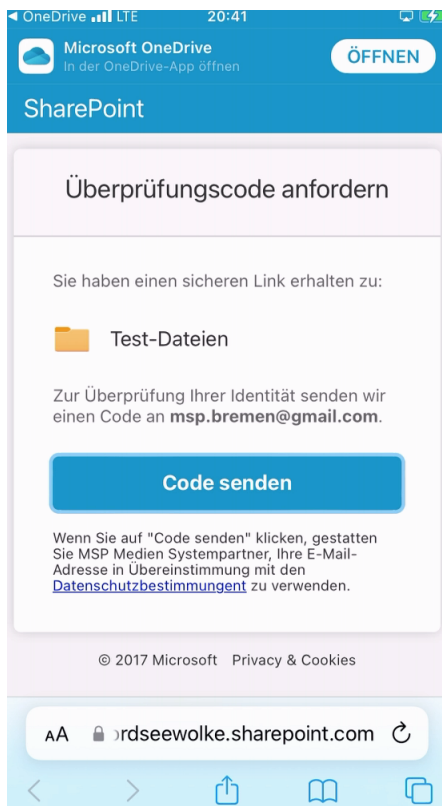 OneDrive LTE 20:41
Microsoft OneDrive
In der OneDrive-App öffnen
ÖFFNEN
SharePoint
Überprüfungscode anfordern
Sie haben einen sicheren Link erhalten zu:
Test-Dateien
Zur Überprüfung Ihrer Identität senden wir
einen Code an msp.bremen@gmail.com.
Code senden
Wenn Sie auf "Code senden" klicken, gestatten
Sie MSP Medien Systempartner, Ihre E-Mail-
Adresse in Übereinstimmung mit den
Datenschutzbestimmungent zu verwenden.
© 2017 Microsoft Privacy & Cookies
AA rdseewolke.sharepoint.com